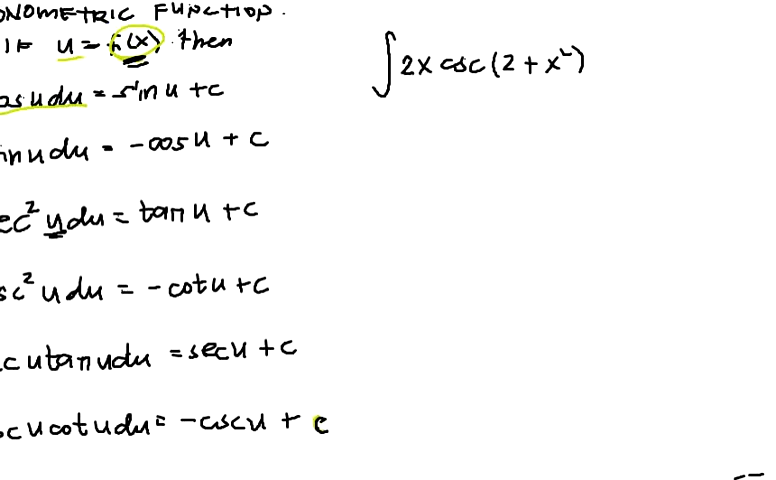 ONOMETRIC FUNCTION.
IF u = f(x) then
os u du = sin u + c
in u du = - cos u + c
ec² u du = tan u + c
sc² u du = - cot u + c
c u tan u du = sec u + c
c u cot u du = - csc u + c
∫ 2x csc (2 + x²)